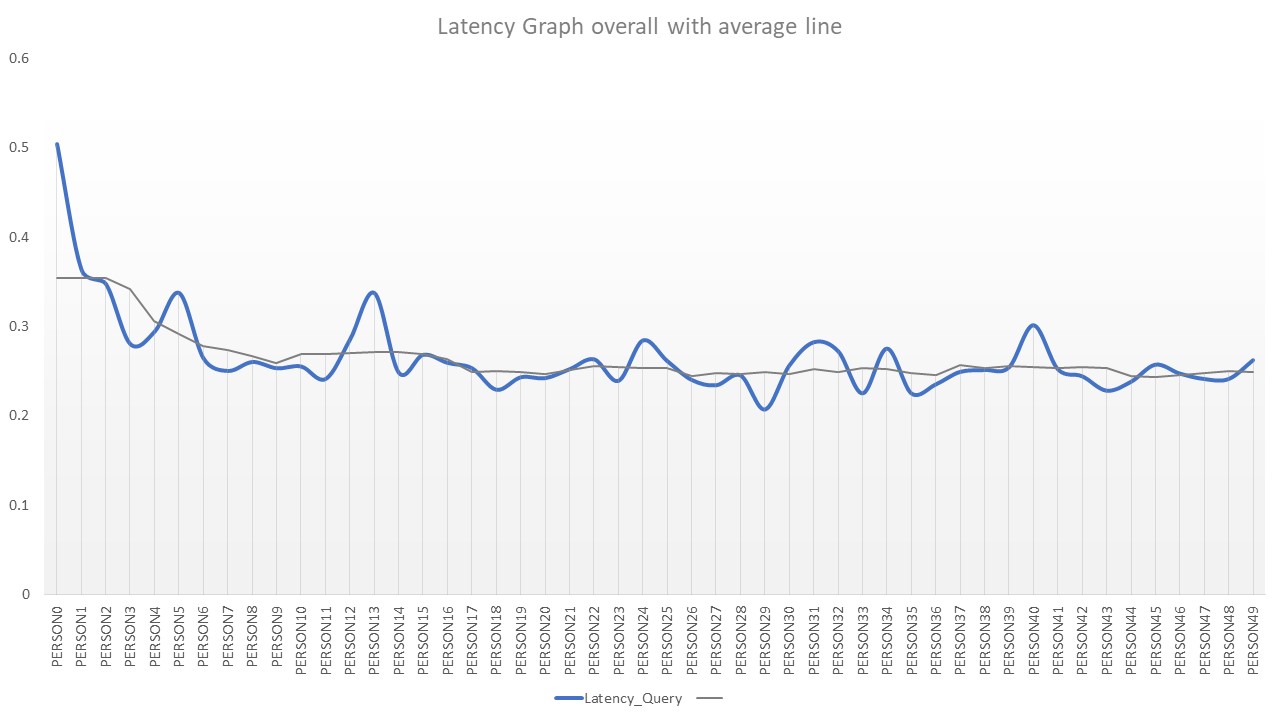 Latency Graph overall with average line
0.6
0.5
0.4
0.3
0.2
0.1
0
PERSON0
PERSON1
PERSON2
PERSON3
PERSON4
PERSON5
PERSON6
PERSON7
PERSON8
PERSON9
PERSON10
PERSON11
PERSON12
PERSON13
PERSON14
PERSON15
PERSON16
PERSON17
PERSON18
PERSON19
PERSON20
PERSON21
PERSON22
PERSON23
PERSON24
PERSON25
PERSON26
PERSON27
PERSON28
PERSON29
PERSON30
PERSON31
PERSON32
PERSON33
PERSON34
PERSON35
PERSON36
PERSON37
PERSON38
PERSON39
PERSON40
PERSON41
PERSON42
PERSON43
PERSON44
PERSON45
PERSON46
PERSON47
PERSON48
PERSON49
Latency_Query